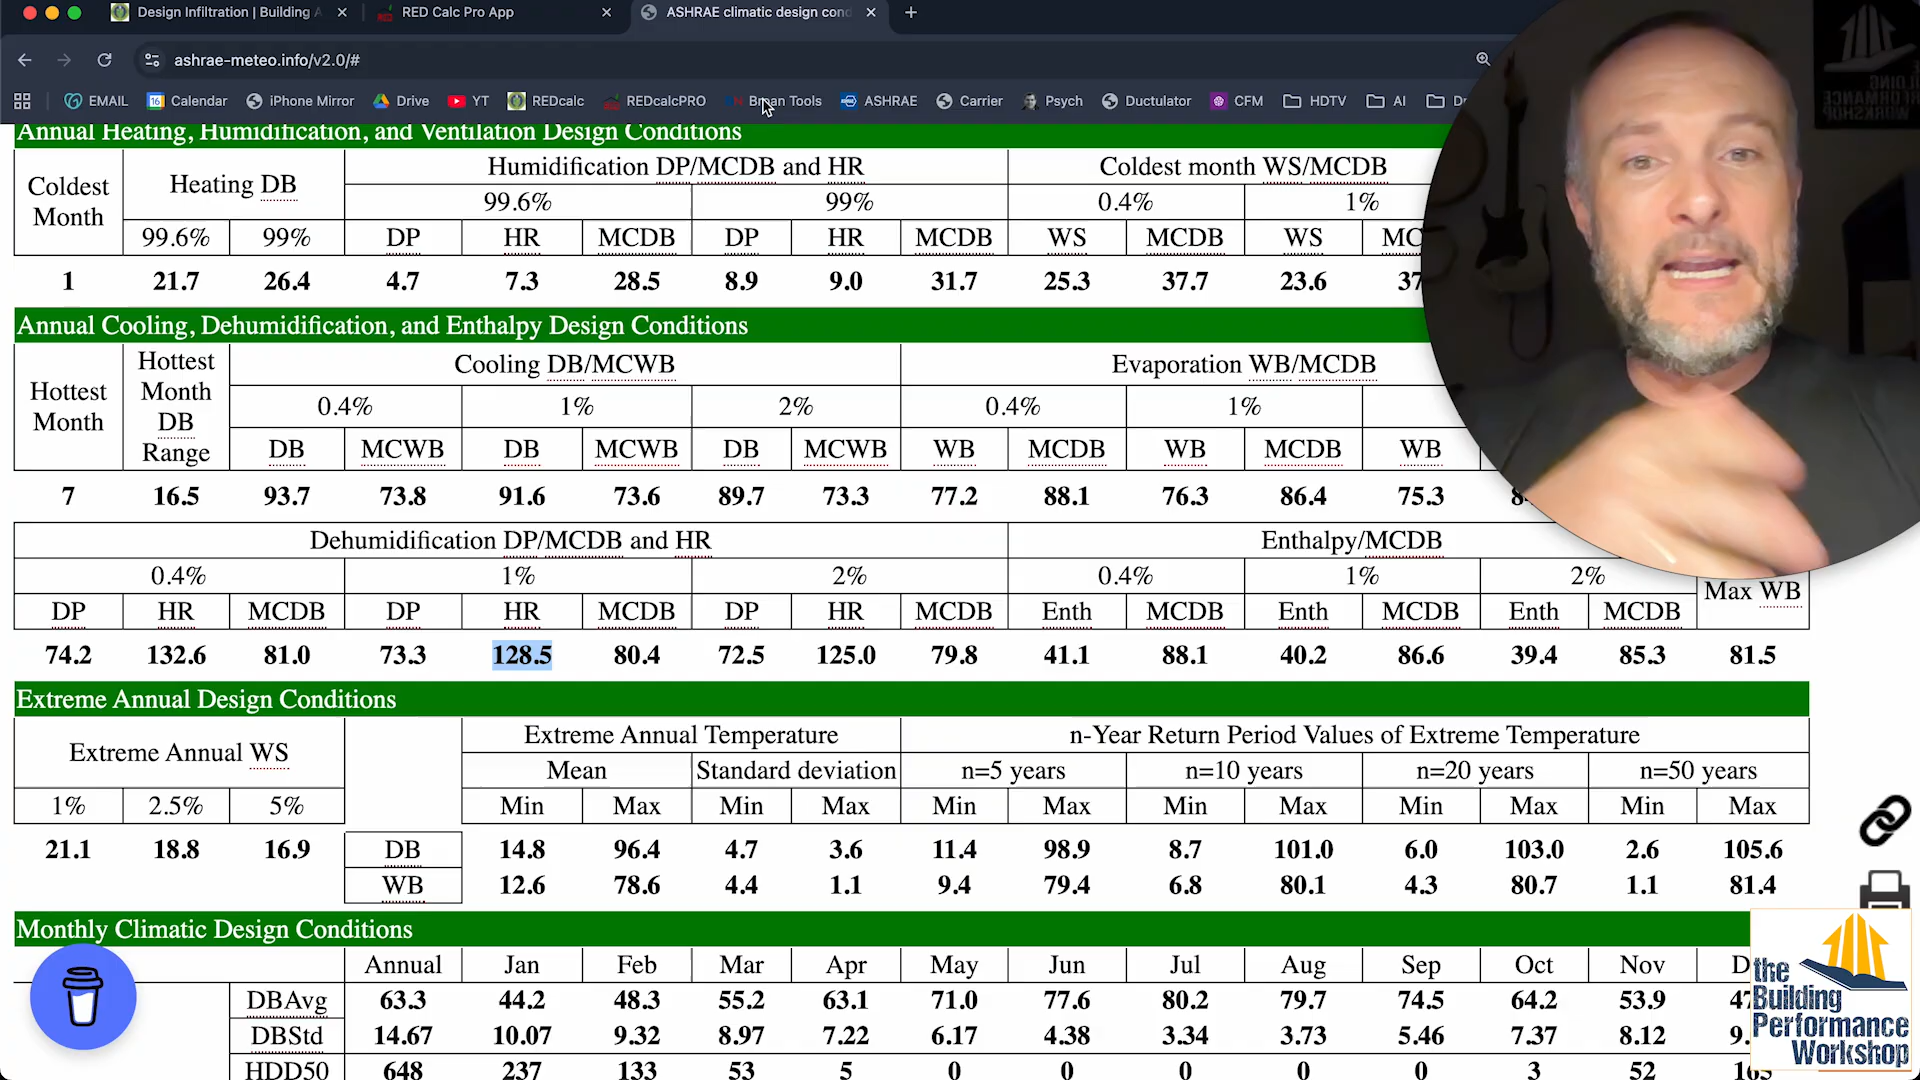 Design Infiltration | Building A
RED Calc Pro App
ASHRAE climatic design cond
ashrae-meteo.info/v2.0/#
EMAIL
Calendar
iPhone Mirror
Drive
YT
REDcalc
REDcalcPRO
Bryan Tools
ASHRAE
Carrier
Psych
Ductulator
CFM
HDTV
AI
Annual Heating, Humidification, and Ventilation Design Conditions
Coldest Month
Heating DB
Humidification DP/MCDB and HR
Coldest month WS/MCDB
99.6% 99% 0.4% 1%
99.6% 99% DP HR MCDB DP HR MCDB WS MCDB WS
1 21.7 26.4 4.7 7.3 28.5 8.9 9.0 31.7 25.3 37.7 23.6 37
Annual Cooling, Dehumidification, and Enthalpy Design Conditions
Hottest Month
Hottest Month DB Range
Cooling DB/MCWB
Evaporation WB/MCDB
0.4% 1% 2% 0.4% 1%
DB MCWB DB MCWB DB MCWB WB MCDB WB MCDB WB
7 16.5 93.7 73.8 91.6 73.6 89.7 73.3 77.2 88.1 76.3 86.4 75.3
Dehumidification DP/MCDB and HR
Enthalpy/MCDB
0.4% 1% 2% 0.4% 1% 2%
Max WB
DP HR MCDB DP HR MCDB DP HR MCDB Enth MCDB Enth MCDB Enth MCDB
74.2 132.6 81.0 73.3 128.5 80.4 72.5 125.0 79.8 41.1 88.1 40.2 86.6 39.4 85.3 81.5
Extreme Annual Design Conditions
Extreme Annual WS
Extreme Annual Temperature
n-Year Return Period Values of Extreme Temperature
Mean Standard deviation n=5 years n=10 years n=20 years n=50 years
1% 2.5% 5% Min Max Min Max Min Max Min Max Min Max Min Max
21.1 18.8 16.9 DB 14.8 96.4 4.7 3.6 11.4 98.9 8.7 101.0 6.0 103.0 2.6 105.6
WB 12.6 78.6 4.4 1.1 9.4 79.4 6.8 80.1 4.3 80.7 1.1 81.4
Monthly Climatic Design Conditions
Annual Jan Feb Mar Apr May Jun Jul Aug Sep Oct Nov D
DBAvg 63.3 44.2 48.3 55.2 63.1 71.0 77.6 80.2 79.7 74.5 64.2 53.9 47
DBStd 14.67 10.07 9.32 8.97 7.22 6.17 4.38 3.34 3.73 5.46 7.37 8.12 9.
HDD50 648 237 133 53 5 0 0 0 0 0 3 52 163
the
Building
Performance
Workshop